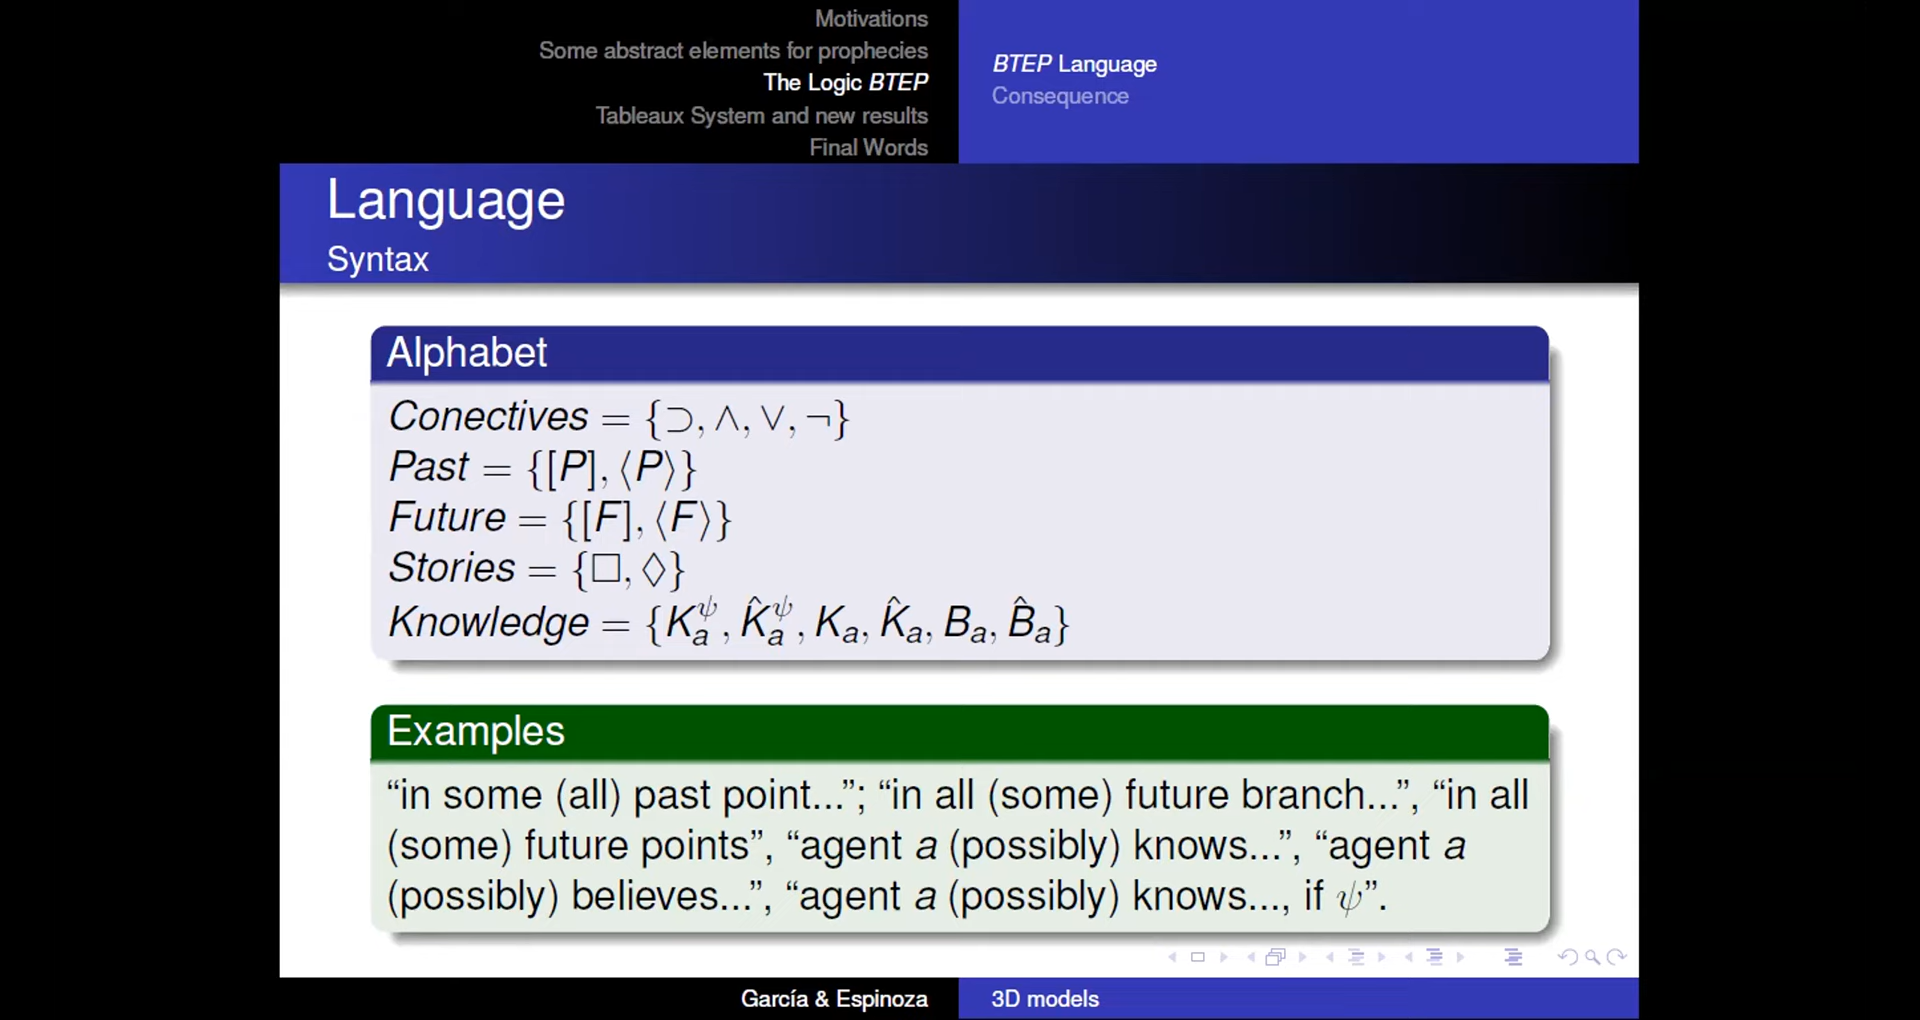 Motivations
Some abstract elements for prophecies
The Logic BTEP
Tableaux System and new results
Final Words
BTEP Language
Consequence
Language
Syntax
Alphabet
Conectives = {⊃, ∧, ∨, ¬}
Past = {[P], ⟨P⟩}
Future = {[F], ⟨F⟩}
Stories = {□, ◇}
Knowledge = {K_a^ψ, K̂_a^ψ, K_a, K̂_a, B_a, B̂_a}
Examples
“in some (all) past point...”; “in all (some) future branch...”, “in all
(some) future points”, “agent a (possibly) knows...”, “agent a
(possibly) believes...”, “agent a (possibly) knows..., if ψ”.
García & Espinoza
3D models